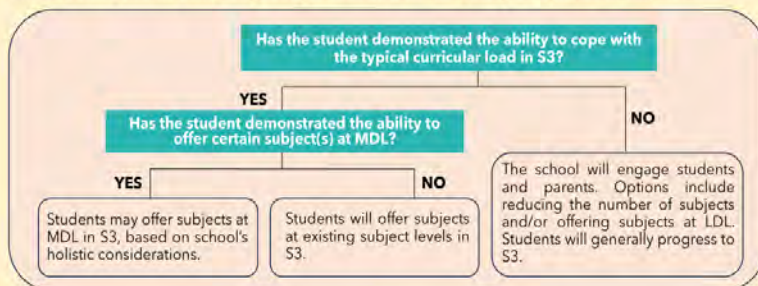 Has the student demonstrated the ability to cope with
the typical curricular load in S3?
YES
NO
Has the student demonstrated the ability to
offer certain subject(s) at MDL?
YES
NO
Students may offer subjects at
MDL in S3, based on school's
holistic considerations.
Students will offer subjects
at existing subject levels in
S3.
The school will engage students
and parents. Options include
reducing the number of subjects
and/or offering subjects at LDL.
Students will generally progress to
S3.